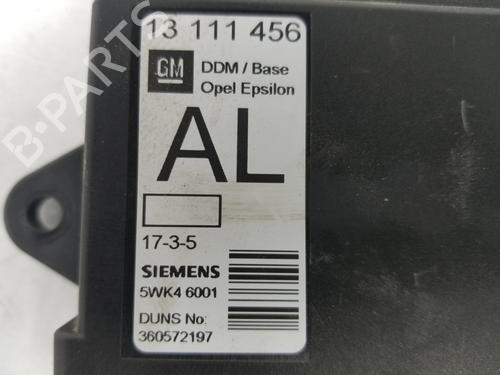 13 111 456
GM
DDM / Base
Opel Epsilon
AL
17-3-5
SIEMENS
5WK4 6001
DUNS No:
360572197
B-PARTS